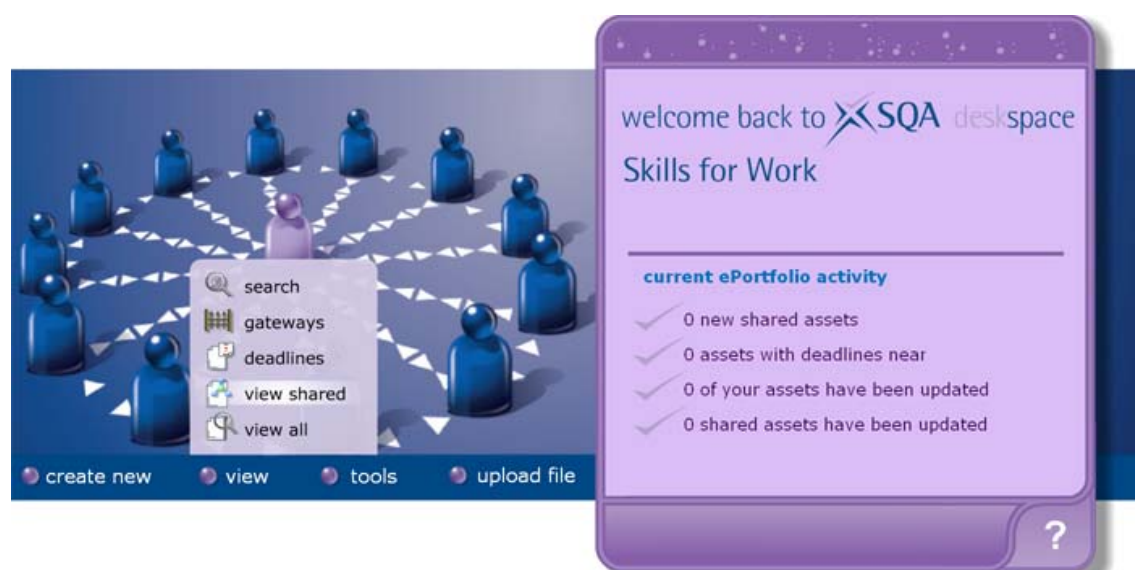 search
gateways
deadlines
view shared
view all
create new
view
tools
upload file
welcome back to SQA deskspace
Skills for Work
current ePortfolio activity
0 new shared assets
0 assets with deadlines near
0 of your assets have been updated
0 shared assets have been updated
?